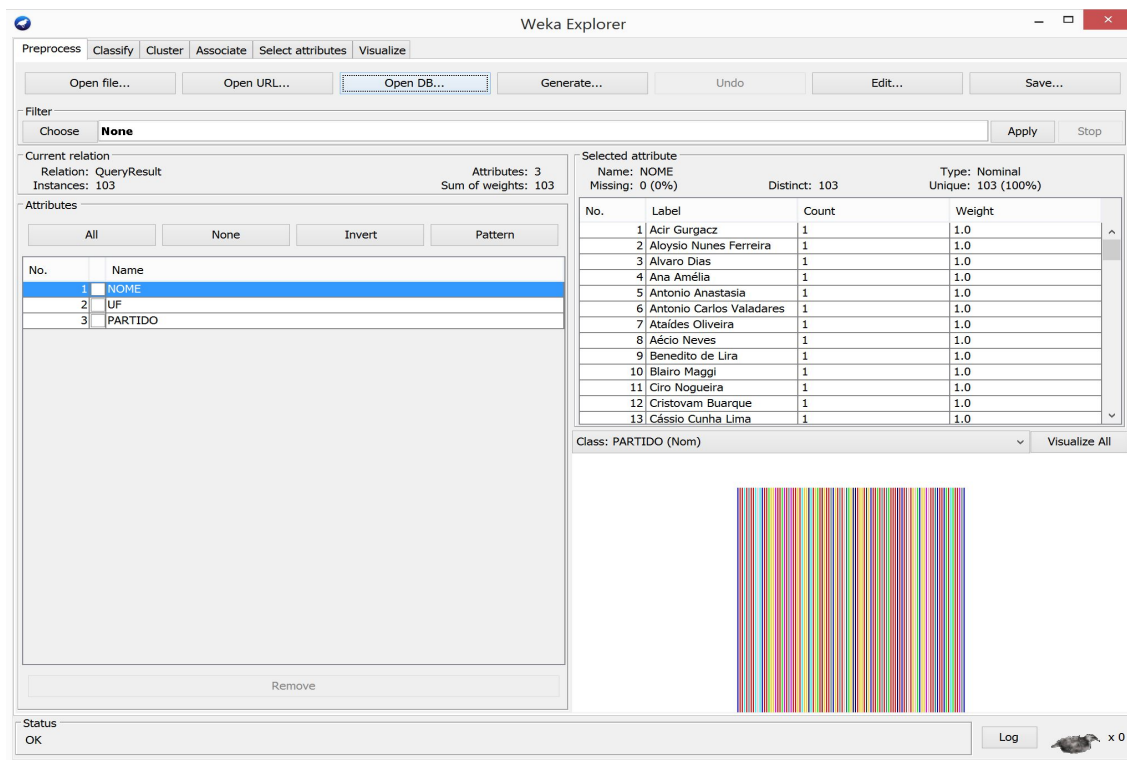 Weka Explorer
Preprocess Classify Cluster Associate Select attributes Visualize
Open file... Open URL... Open DB... Generate... Undo Edit... Save...
Filter
Choose None Apply Stop
Current relation
Relation: QueryResult Attributes: 3
Instances: 103 Sum of weights: 103
Attributes
All None Invert Pattern
No. Name
1 NOME
2 UF
3 PARTIDO
Remove
Selected attribute
Name: NOME Type: Nominal
Missing: 0 (0%) Distinct: 103 Unique: 103 (100%)
No. Label Count Weight
1 Acir Gurgacz 1 1.0
2 Aloysio Nunes Ferreira 1 1.0
3 Alvaro Dias 1 1.0
4 Ana Amélia 1 1.0
5 Antonio Anastasia 1 1.0
6 Antonio Carlos Valadares 1 1.0
7 Ataídes Oliveira 1 1.0
8 Aécio Neves 1 1.0
9 Benedito de Lira 1 1.0
10 Blairo Maggi 1 1.0
11 Ciro Nogueira 1 1.0
12 Cristovam Buarque 1 1.0
13 Cássio Cunha Lima 1 1.0
Class: PARTIDO (Nom) Visualize All
Status
OK Log x 0